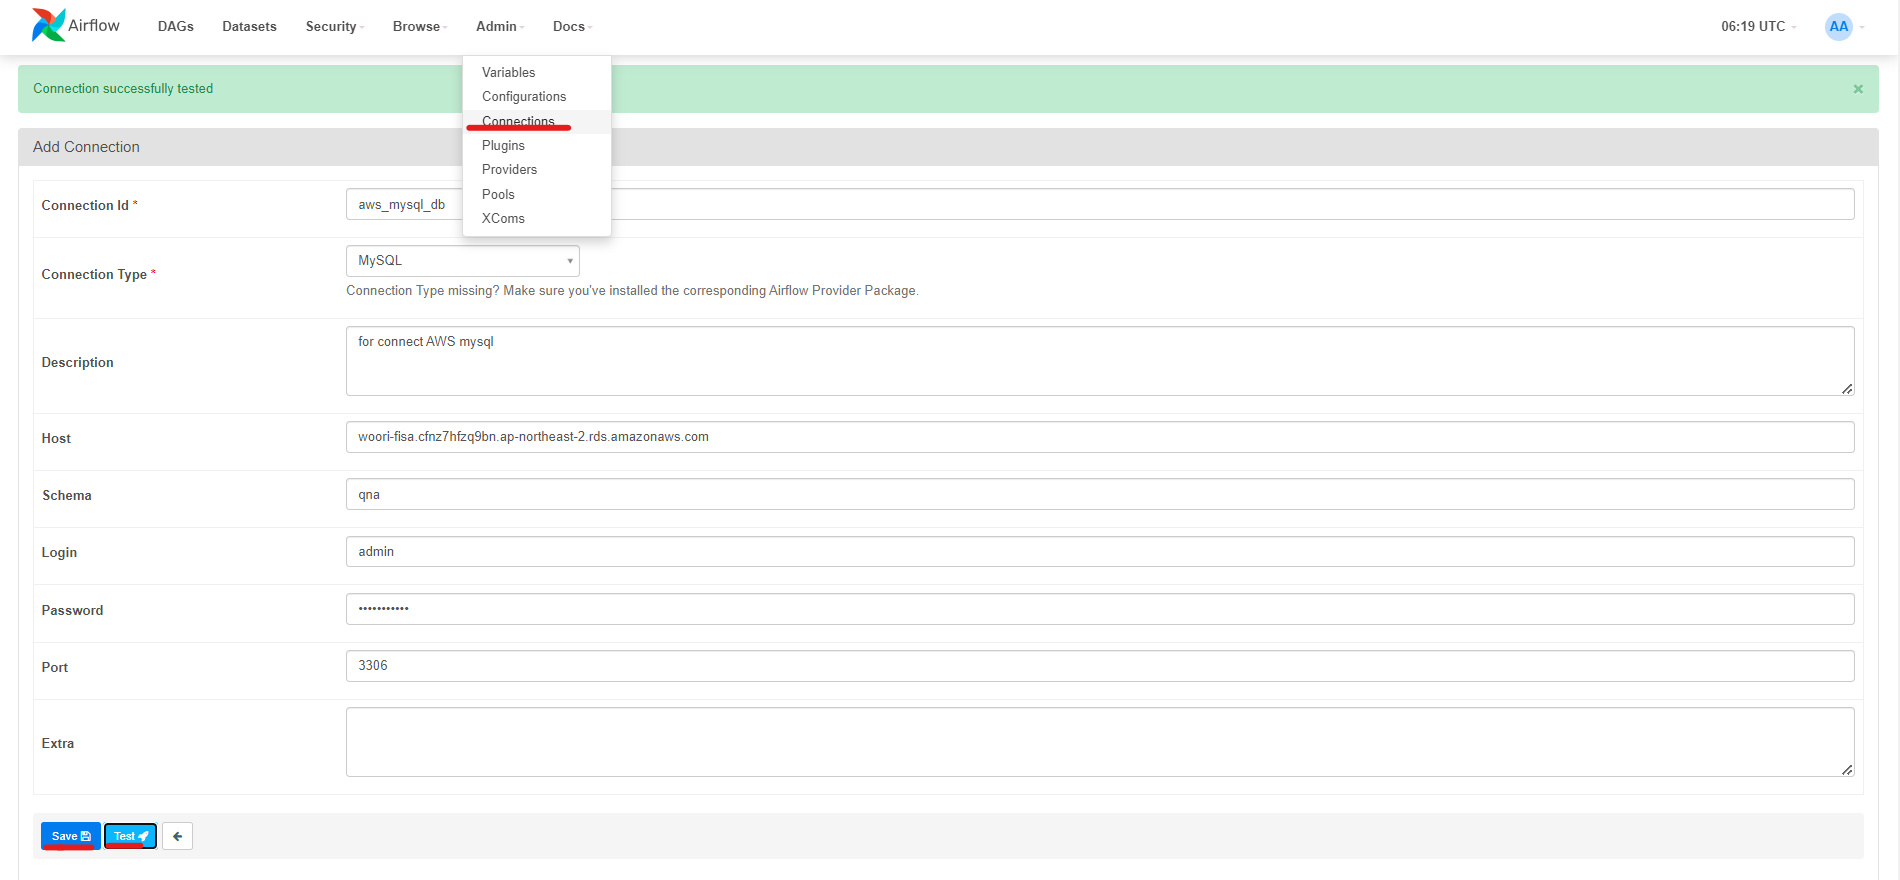 Airflow DAGs Datasets Security Browse Admin Docs 06:19 UTC AA
Variables
Configurations
Connections
Plugins
Providers
Pools
XComs
Connection successfully tested ×
Add Connection
Connection Id * aws_mysql_db
Connection Type * MySQL
Connection Type missing? Make sure you've installed the corresponding Airflow Provider Package.
Description for connect AWS mysql
Host woori-fisa.cfnz7hfzq9bn.ap-northeast-2.rds.amazonaws.com
Schema qna
Login admin
Password •••••••••••
Port 3306
Extra
Save Test